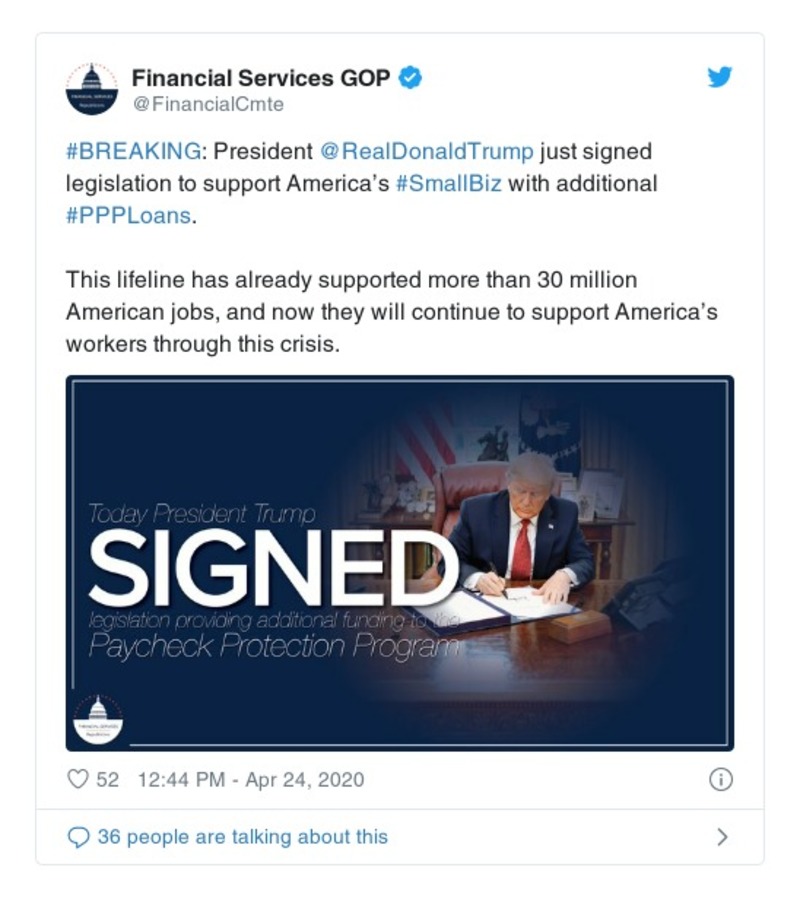 Financial Services GOP
@FinancialCmte
#BREAKING: President @RealDonaldTrump just signed
legislation to support America’s #SmallBiz with additional
#PPPLoans.
This lifeline has already supported more than 30 million
American jobs, and now they will continue to support America’s
workers through this crisis.
Today President Trump
SIGNED
legislation providing additional funding to the
Paycheck Protection Program
52 12:44 PM - Apr 24, 2020
36 people are talking about this